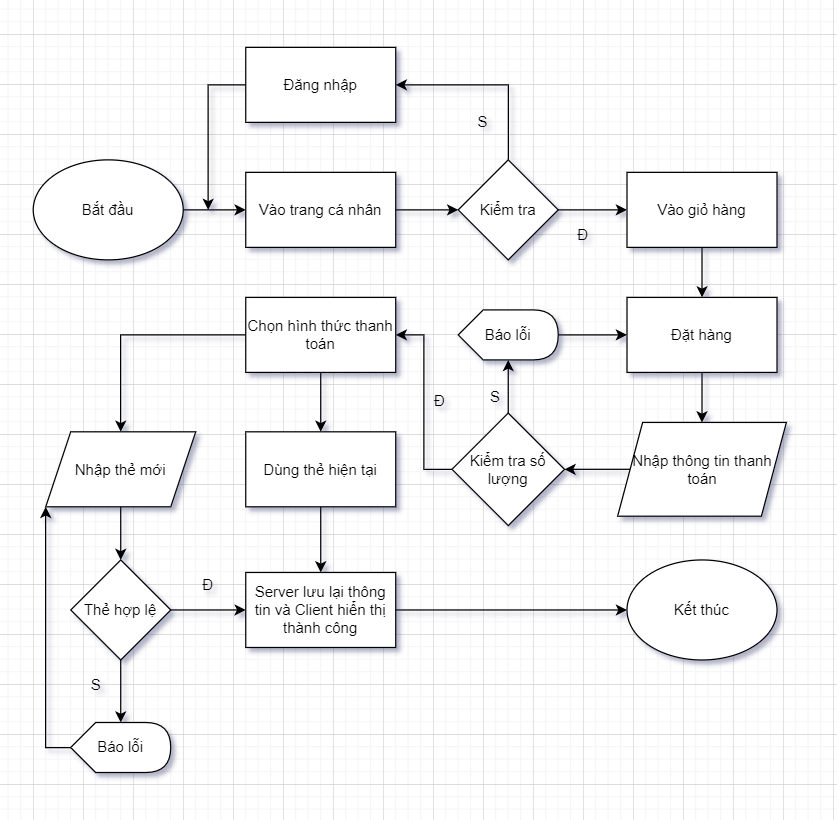 Đăng nhập
S
Bắt đầu
Vào trang cá nhân
Kiểm tra
Đ
Vào giỏ hàng
Chọn hình thức thanh
toán
Báo lỗi
Đặt hàng
Đ
S
Nhập thẻ mới
Dùng thẻ hiện tại
Kiểm tra số
lượng
Nhập thông tin thanh
toán
Thẻ hợp lệ
Đ
Server lưu lại thông
tin và Client hiển thị
thành công
Kết thúc
S
Báo lỗi